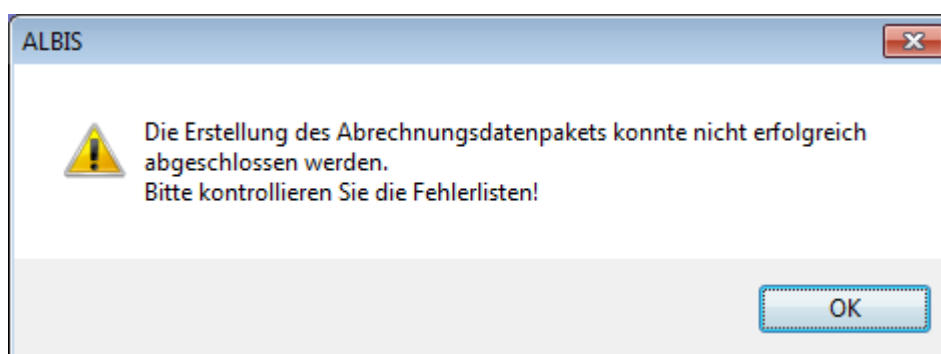 ALBIS
Die Erstellung des Abrechnungsdatenpakets konnte nicht erfolgreich
abgeschlossen werden.
Bitte kontrollieren Sie die Fehlerlisten!
OK